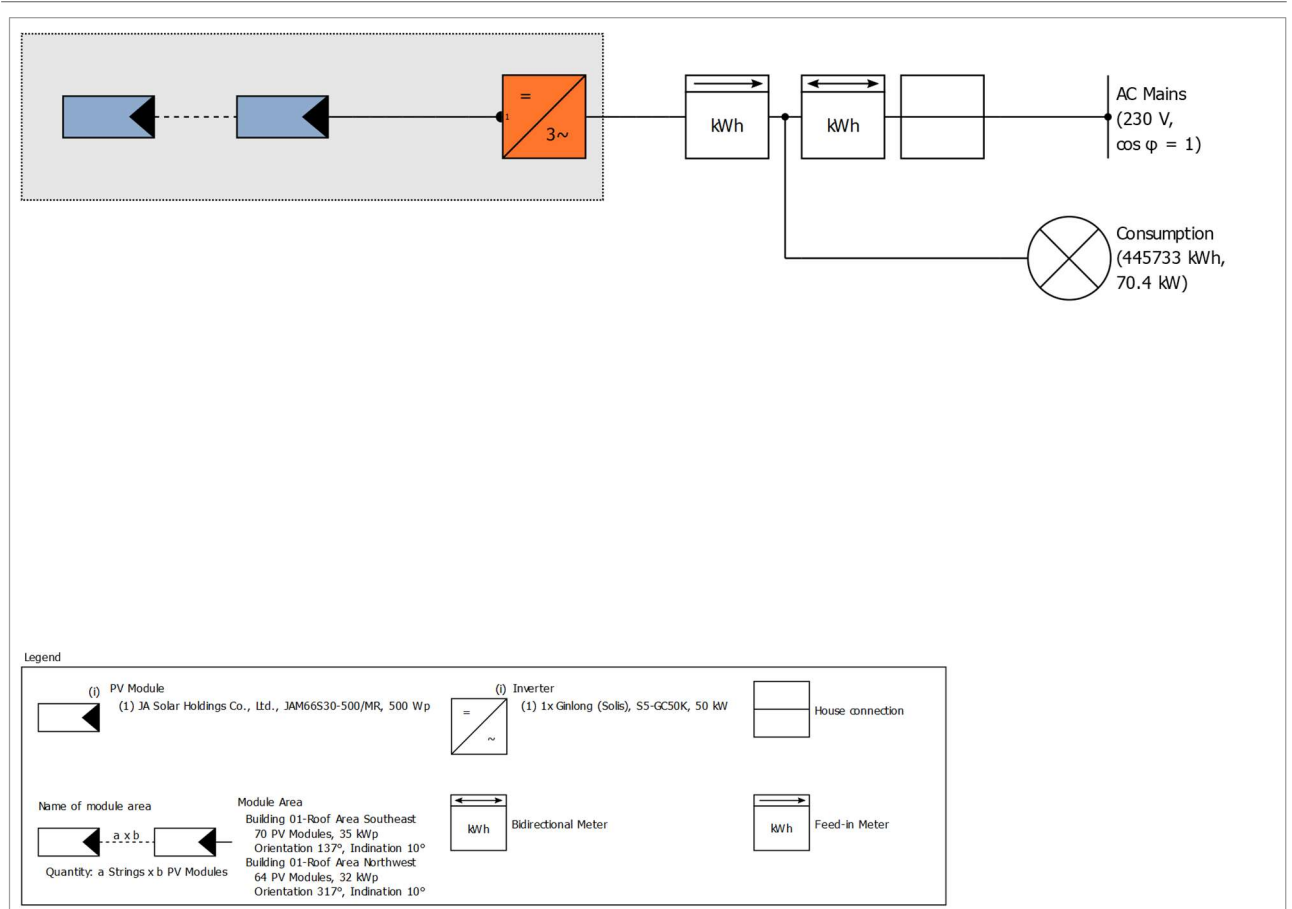 =
1
3~
kWh
kWh
AC Mains
(230 V,
cos φ = 1)
Consumption
(445733 kWh,
70.4 kW)
Legend
(i) PV Module
(1) JA Solar Holdings Co., Ltd., JAM66S30-500/MR, 500 Wp
(i) Inverter
(1) 1x Ginlong (Solis), S5-GC50K, 50 kW
=
~
House connection
Name of module area
a x b
Quantity: a Strings x b PV Modules
Module Area
Building 01-Roof Area Southeast
70 PV Modules, 35 kWp
Orientation 137°, Inclination 10°
Building 01-Roof Area Northwest
64 PV Modules, 32 kWp
Orientation 317°, Inclination 10°
kWh
Bidirectional Meter
kWh
Feed-in Meter